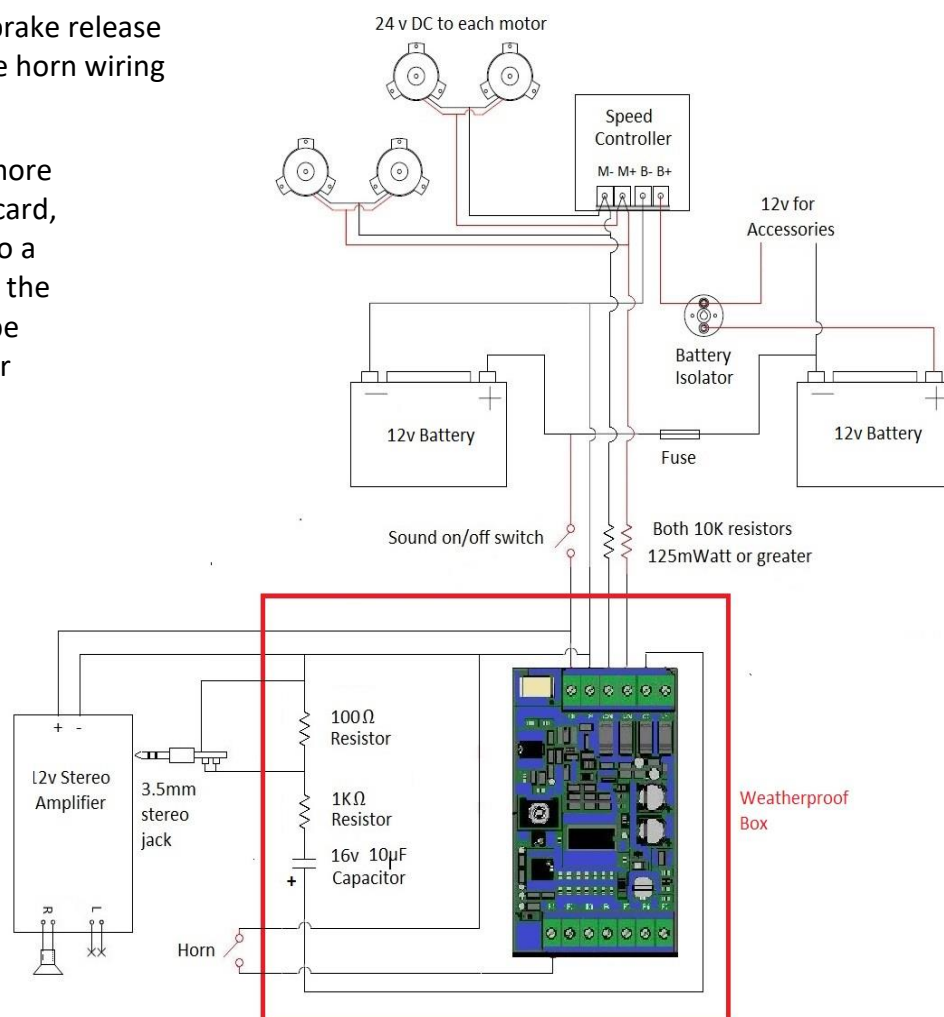 brake release
e horn wiring
24 v DC to each motor
Speed
Controller
M- M+ B- B+
more
card,
o a
the
be
r
12v for
Accessories
Battery
Isolator
12v Battery
12v Battery
Fuse
Sound on/off switch
Both 10K resistors
125mWatt or greater
+ -
12v Stereo
Amplifier
3.5mm
stereo
jack
100Ω
Resistor
1KΩ
Resistor
16v 10µF
Capacitor
+
Weatherproof
Box
R L
Horn